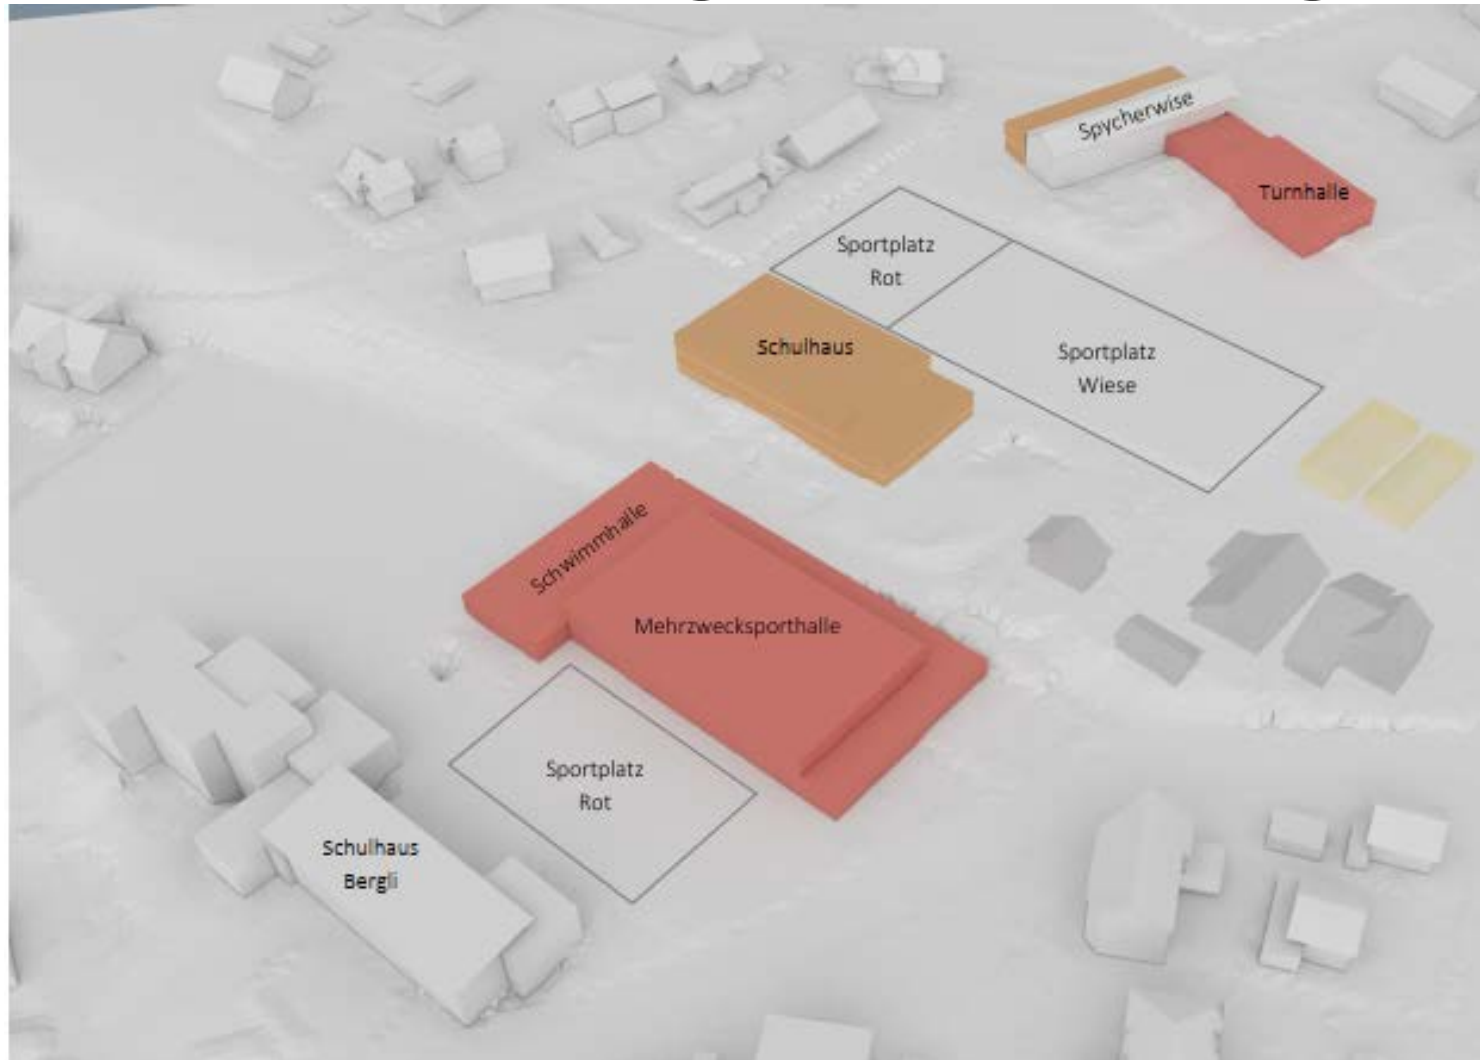 Spycherwise
Turnhalle
Sportplatz
Rot
Schulhaus
Sportplatz
Wiese
Schwimmhalle
Mehrzwecksporthalle
Sportplatz
Rot
Schulhaus
Bergli